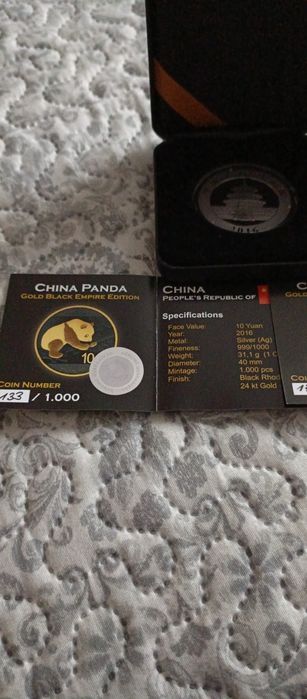 2016
CHINA PANDA
GOLD BLACK EMPIRE EDITION
10
COIN NUMBER
133 / 1.000
CHINA
PEOPLE'S REPUBLIC OF
Specifications
Face Value: 10 Yuan
Year: 2016
Metal: Silver (Ag)
Fineness: 999/1000
Weight: 31,1 g (1 O
Diameter: 40 mm
Mintage: 1.000 pcs
Finish: Black Rhod
24 kt Gold